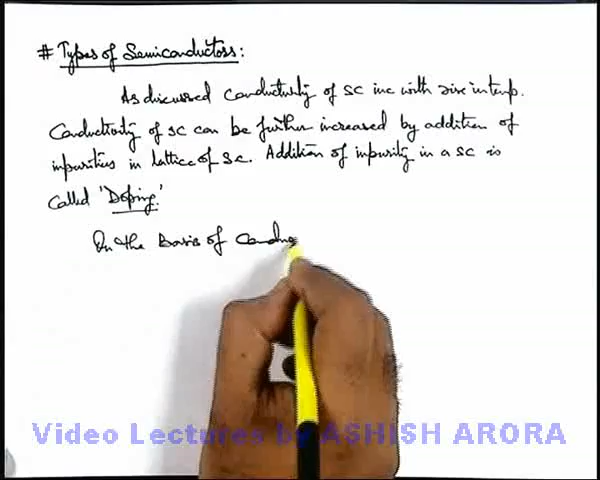 # Types of Semiconductors:
As discussed conductivity of SC inc with rise in temp.
Conductivity of SC can be further increased by addition of
impurities in lattice of SC. Addition of impurity in a SC is
called 'Doping.'
On the Basis of Conduc
Video Lectures by ASHISH ARORA